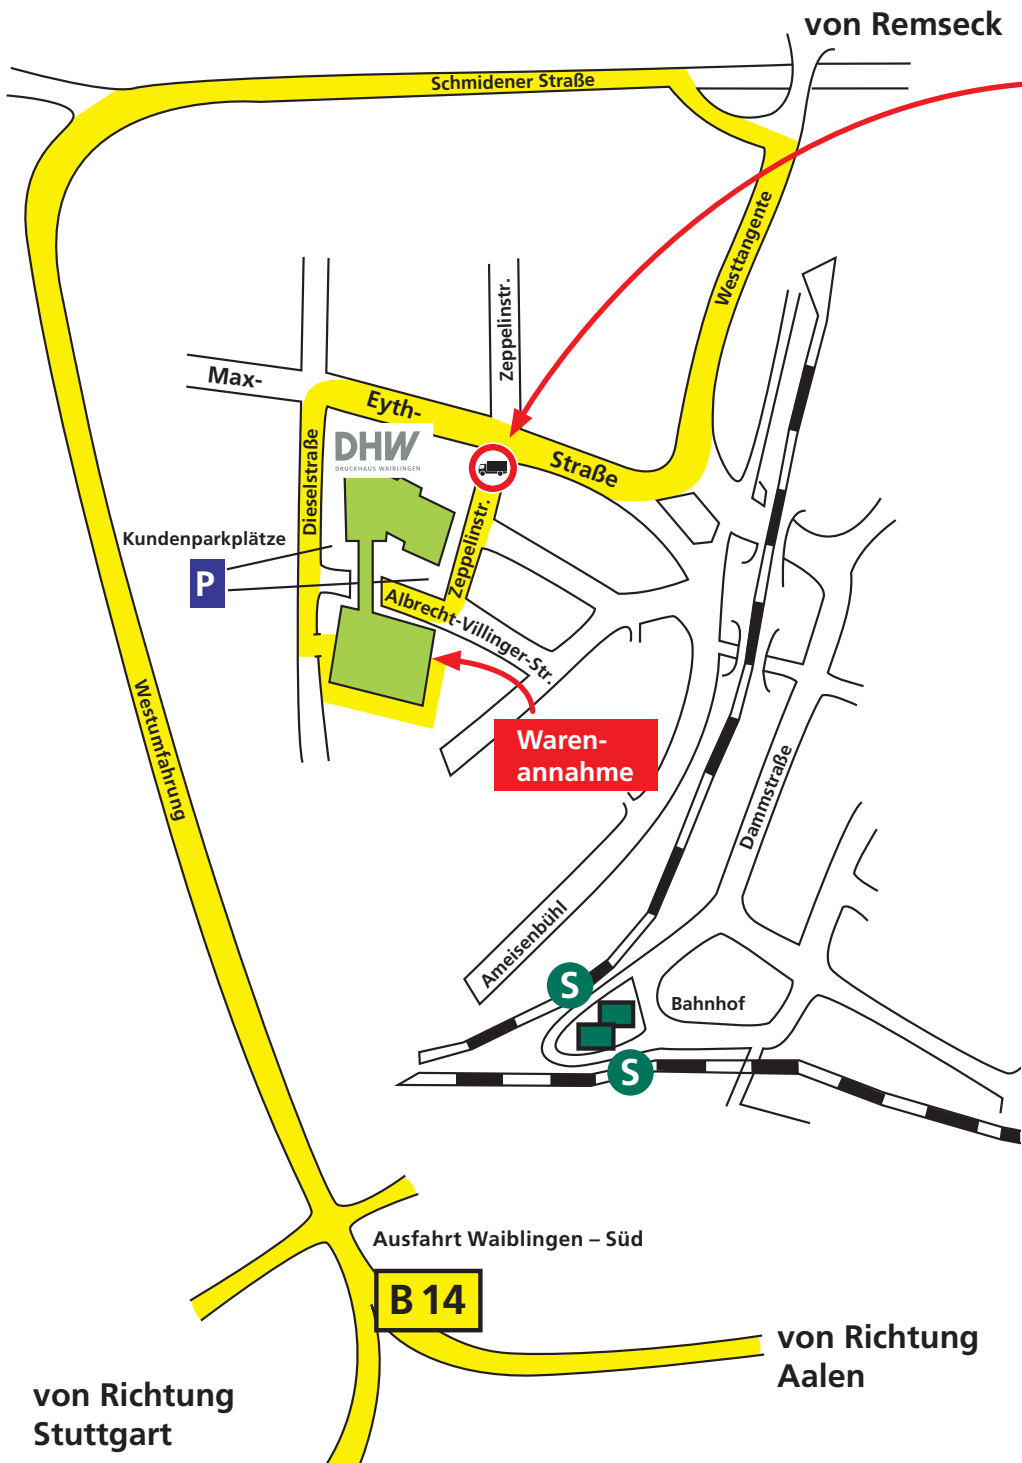 von Remseck
Schmidener Straße
Westtangente
Zeppelinstr.
Max-
Eyth-
Straße
DHW
DRUCKHAUS WAIBLINGEN
Dieselstraße
Zeppelinstr.
Kundenparkplätze
P
Albrecht-Villinger-Str.
Westumfahrung
Waren-
annahme
Dammstraße
Ameisenbühl
S
Bahnhof
S
Ausfahrt Waiblingen – Süd
B 14
von Richtung
Aalen
von Richtung
Stuttgart